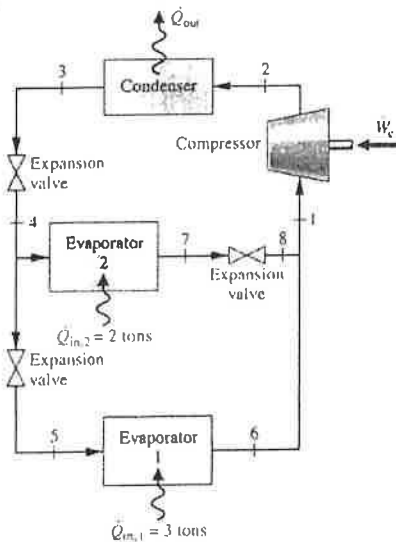 Q̇out
3
2
Condenser
Compressor
Ẇc
Expansion
valve
4
1
Evaporator
2
7
8
Expansion
valve
Q̇in,2 = 2 tons
Expansion
valve
5
Evaporator
1
6
Q̇in,1 = 3 tons